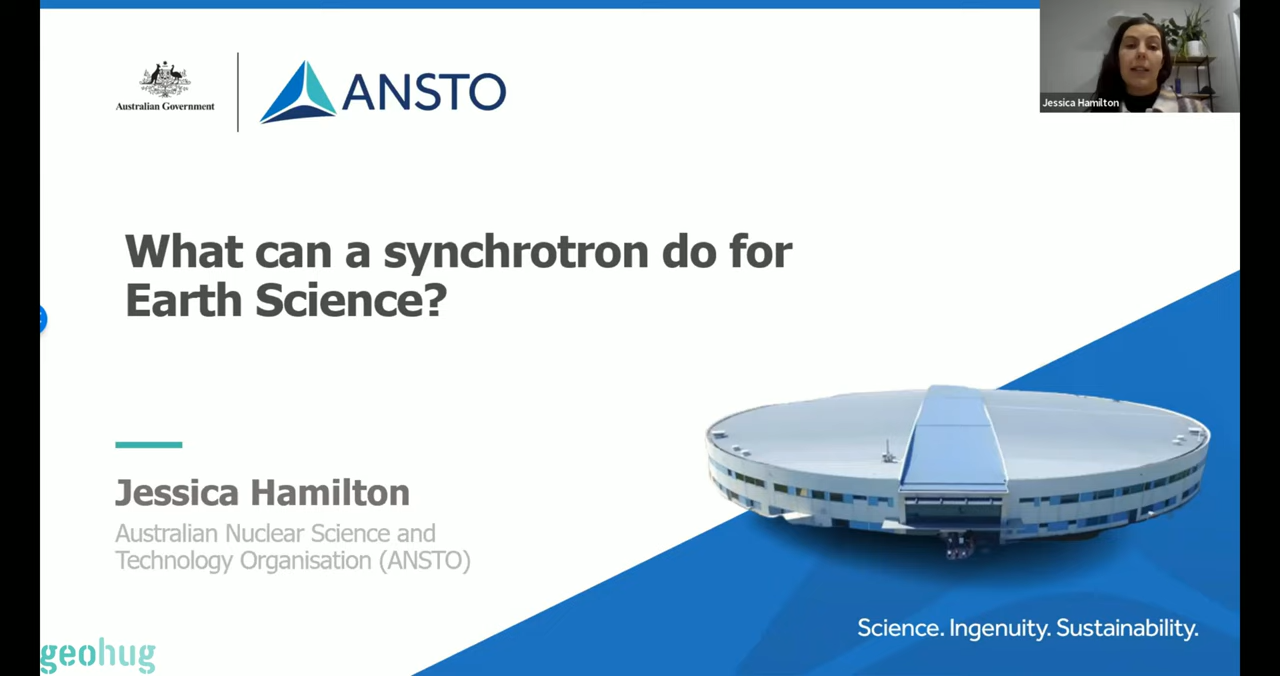 Australian Government
ANSTO
Jessica Hamilton
What can a synchrotron do for
Earth Science?
Jessica Hamilton
Australian Nuclear Science and
Technology Organisation (ANSTO)
Science. Ingenuity. Sustainability.
geohug